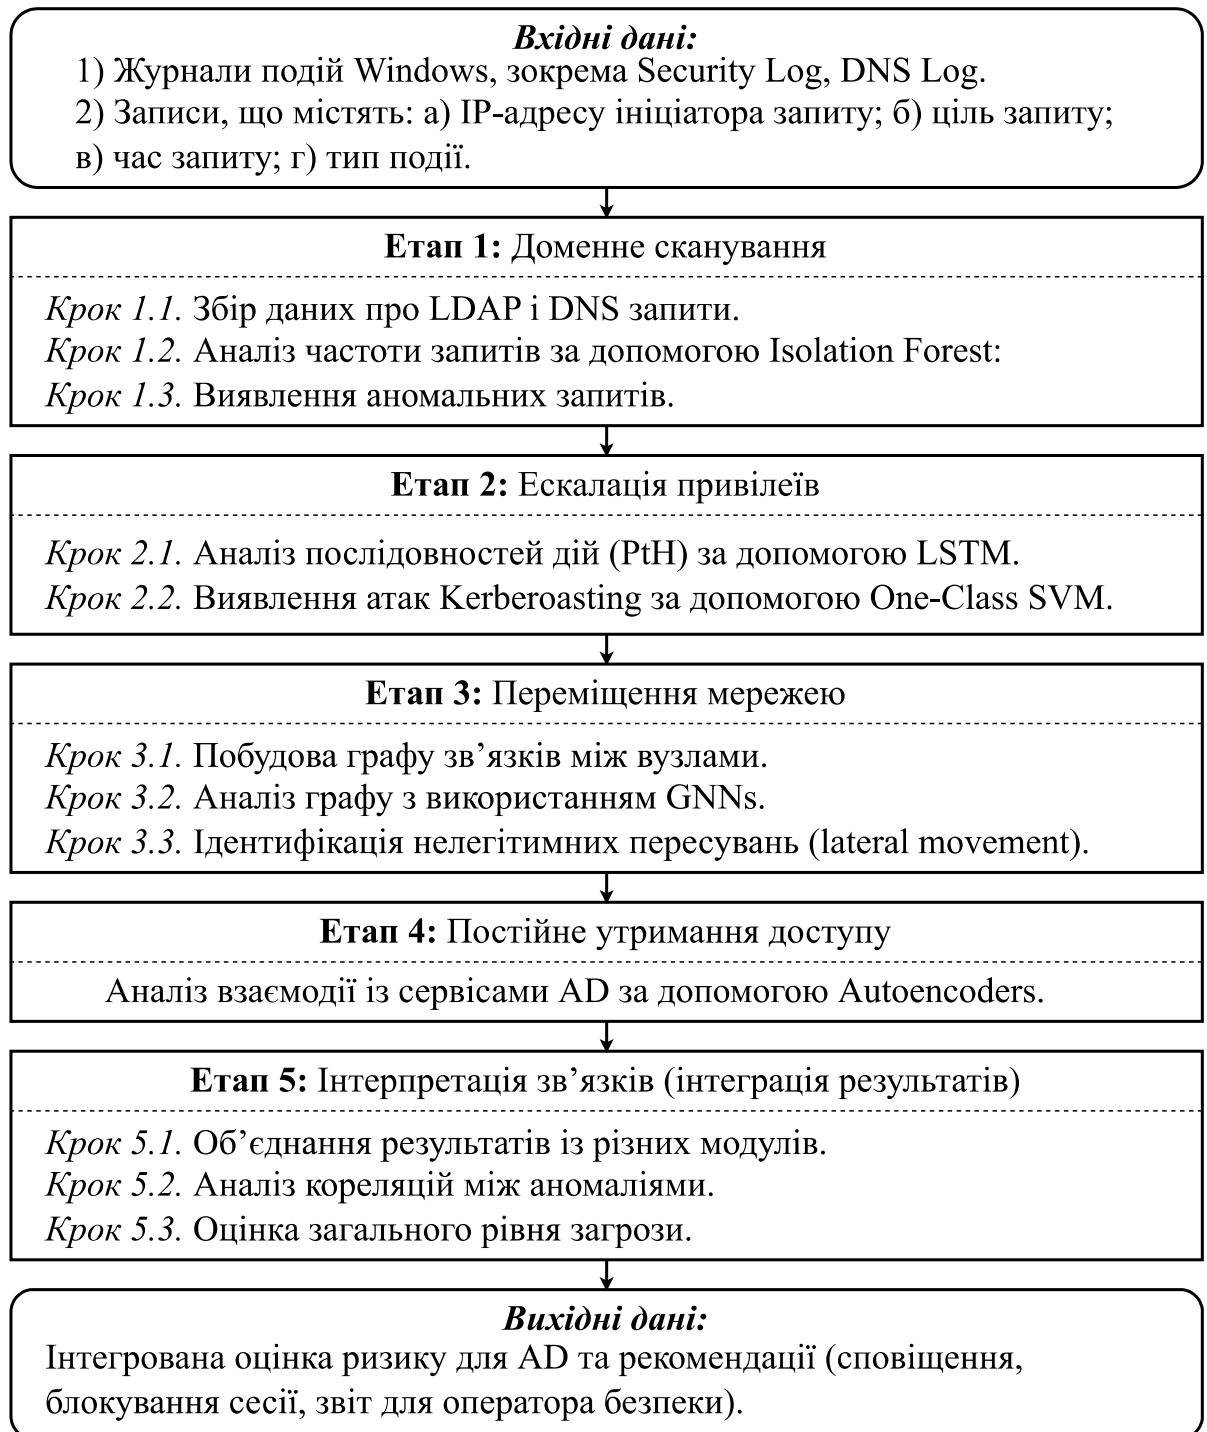 Вхідні дані:
1) Журнали подій Windows, зокрема Security Log, DNS Log.
2) Записи, що містять: а) IP-адресу ініціатора запиту; б) ціль запиту;
в) час запиту; г) тип події.
Етап 1: Доменне сканування
Крок 1.1. Збір даних про LDAP і DNS запити.
Крок 1.2. Аналіз частоти запитів за допомогою Isolation Forest:
Крок 1.3. Виявлення аномальних запитів.
Етап 2: Ескалація привілеїв
Крок 2.1. Аналіз послідовностей дій (PtH) за допомогою LSTM.
Крок 2.2. Виявлення атак Kerberoasting за допомогою One-Class SVM.
Етап 3: Переміщення мережею
Крок 3.1. Побудова графу зв’язків між вузлами.
Крок 3.2. Аналіз графу з використанням GNNs.
Крок 3.3. Ідентифікація нелегітимних пересувань (lateral movement).
Етап 4: Постійне утримання доступу
Аналіз взаємодії із сервісами AD за допомогою Autoencoders.
Етап 5: Інтерпретація зв’язків (інтеграція результатів)
Крок 5.1. Об’єднання результатів із різних модулів.
Крок 5.2. Аналіз кореляцій між аномаліями.
Крок 5.3. Оцінка загального рівня загрози.
Вихідні дані:
Інтегрована оцінка ризику для AD та рекомендації (сповіщення,
блокування сесії, звіт для оператора безпеки).